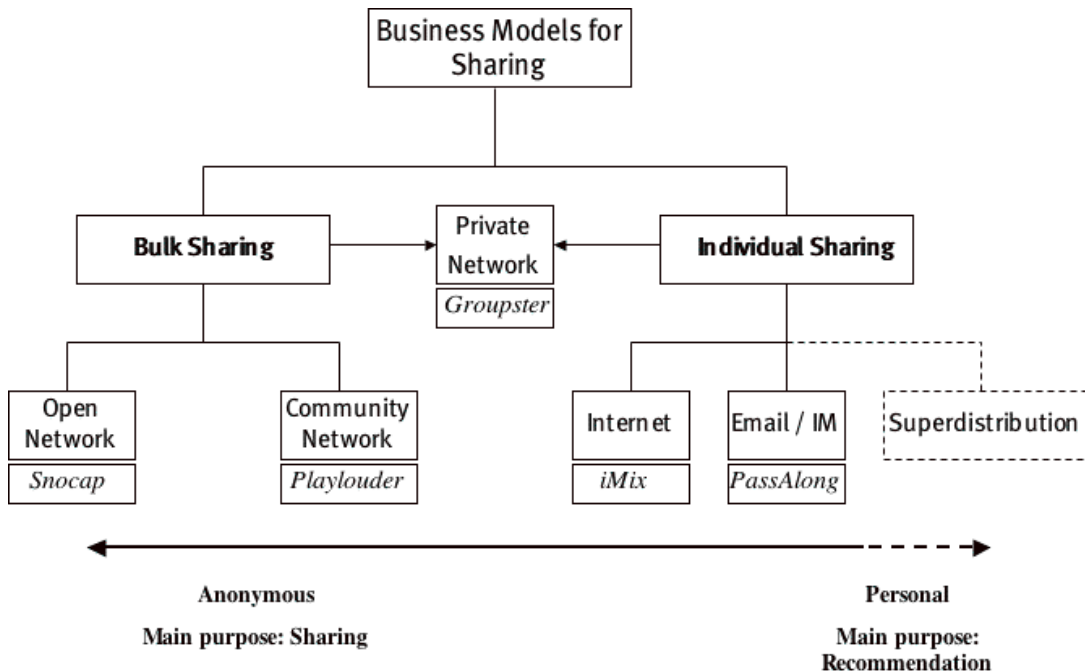 Business Models for
Sharing
Bulk Sharing
Private
Network
Groupster
Individual Sharing
Open
Network
Snocap
Community
Network
Playlouder
Internet
iMix
Email / IM
PassAlong
Superdistribution
Anonymous
Main purpose: Sharing
Personal
Main purpose:
Recommendation